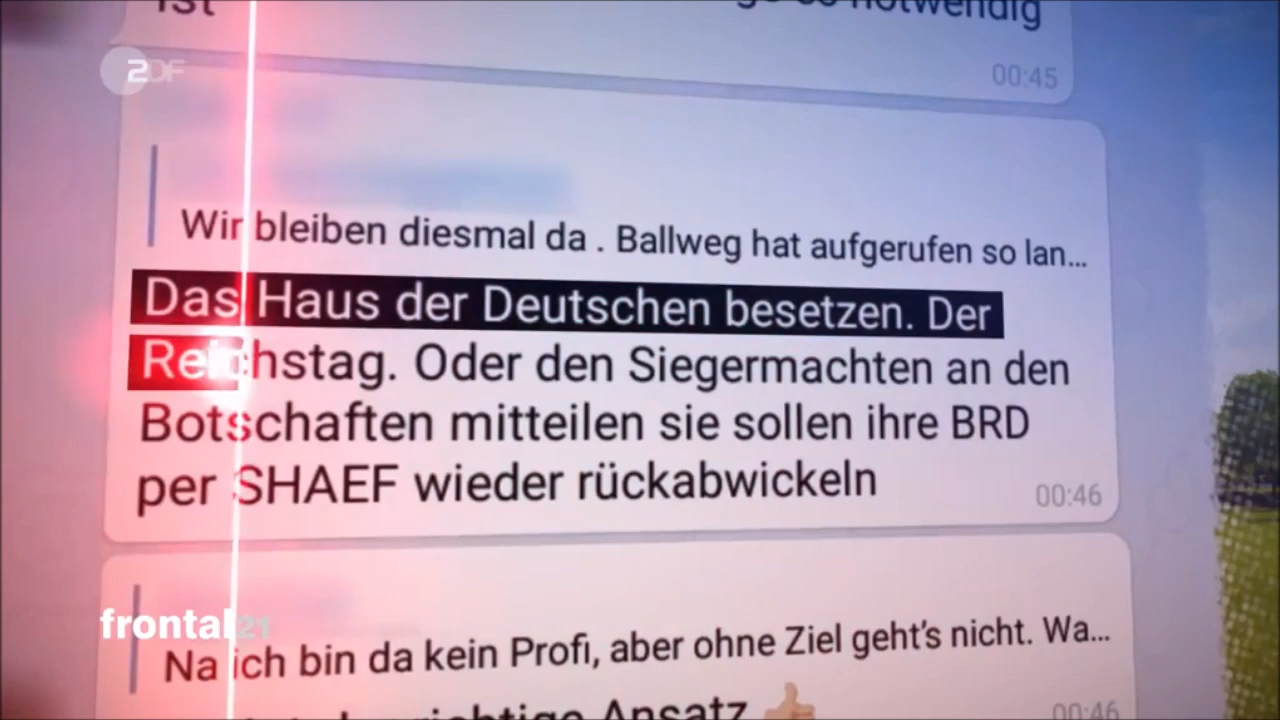 ist
notwendig
00:45
ZDF
Wir bleiben diesmal da . Ballweg hat aufgerufen so lan...
Das Haus der Deutschen besetzen. Der
Reichstag. Oder den Siegermachten an den
Botschaften mitteilen sie sollen ihre BRD
per SHAEF wieder rückabwickeln
00:46
frontal21
Na ich bin da kein Profi, aber ohne Ziel geht's nicht. Wa...
Ansatz 👍
00:46